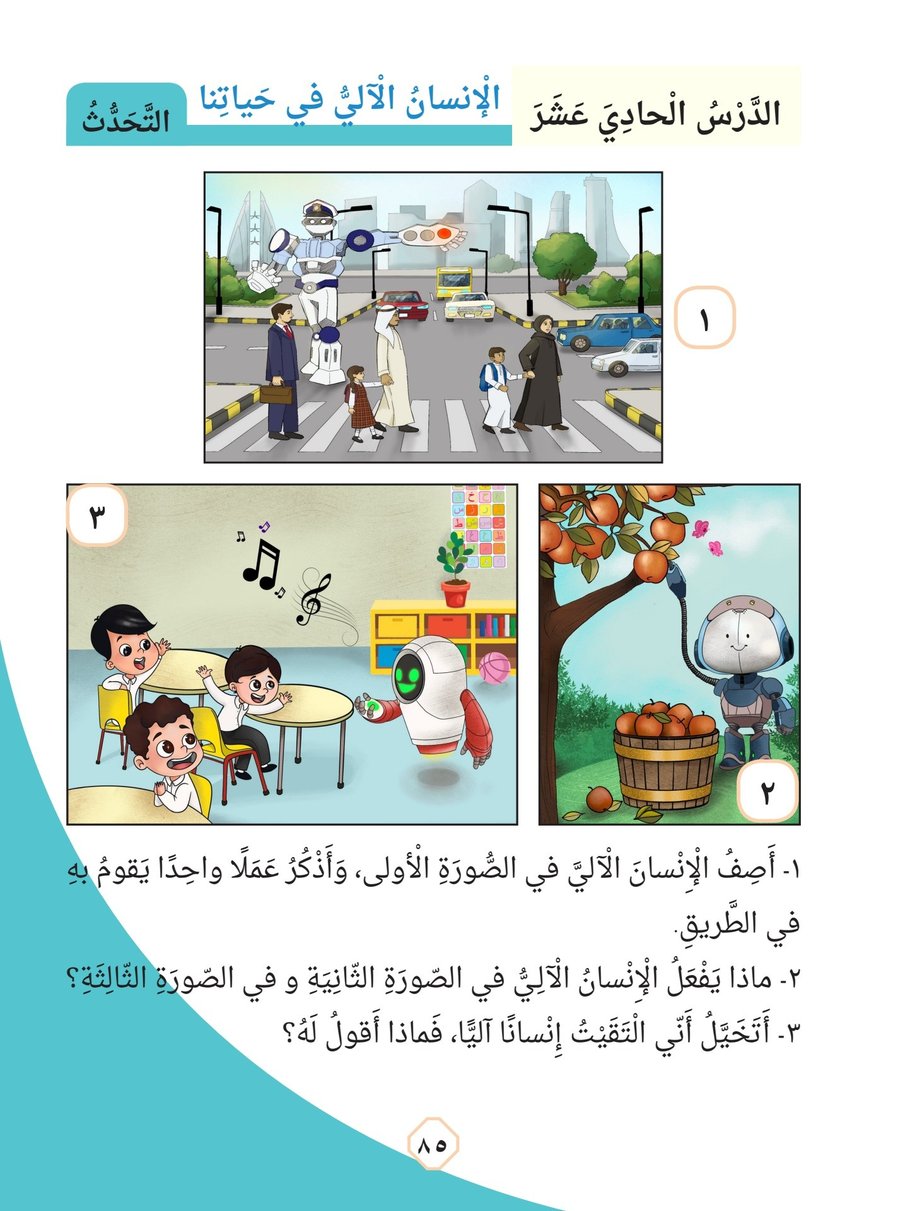 الدَّرْسُ الْحادِيَ عَشَرَ
الْإنسانُ الْآليُّ في حَياتِنا
التَّحَدُّثُ
١
٣
٢
١- أَصِفُ الْإِنْسانَ الْآليَّ في الصُّورَةِ الْأولى، وَأَذْكُرُ عَمَلًا واحِدًا يَقومُ بِهِ
في الطَّريقِ.
٢- ماذا يَفْعَلُ الْإِنْسانُ الْآلِيُّ في الصّورَةِ الثّانِيَةِ و في الصّورَةِ الثّالِثَةِ؟
٣- أَتَخَيَّلُ أَنّي الْتَقَيْتُ إِنْسانًا آليًّا، فَماذا أَقولُ لَهُ؟
٨٥